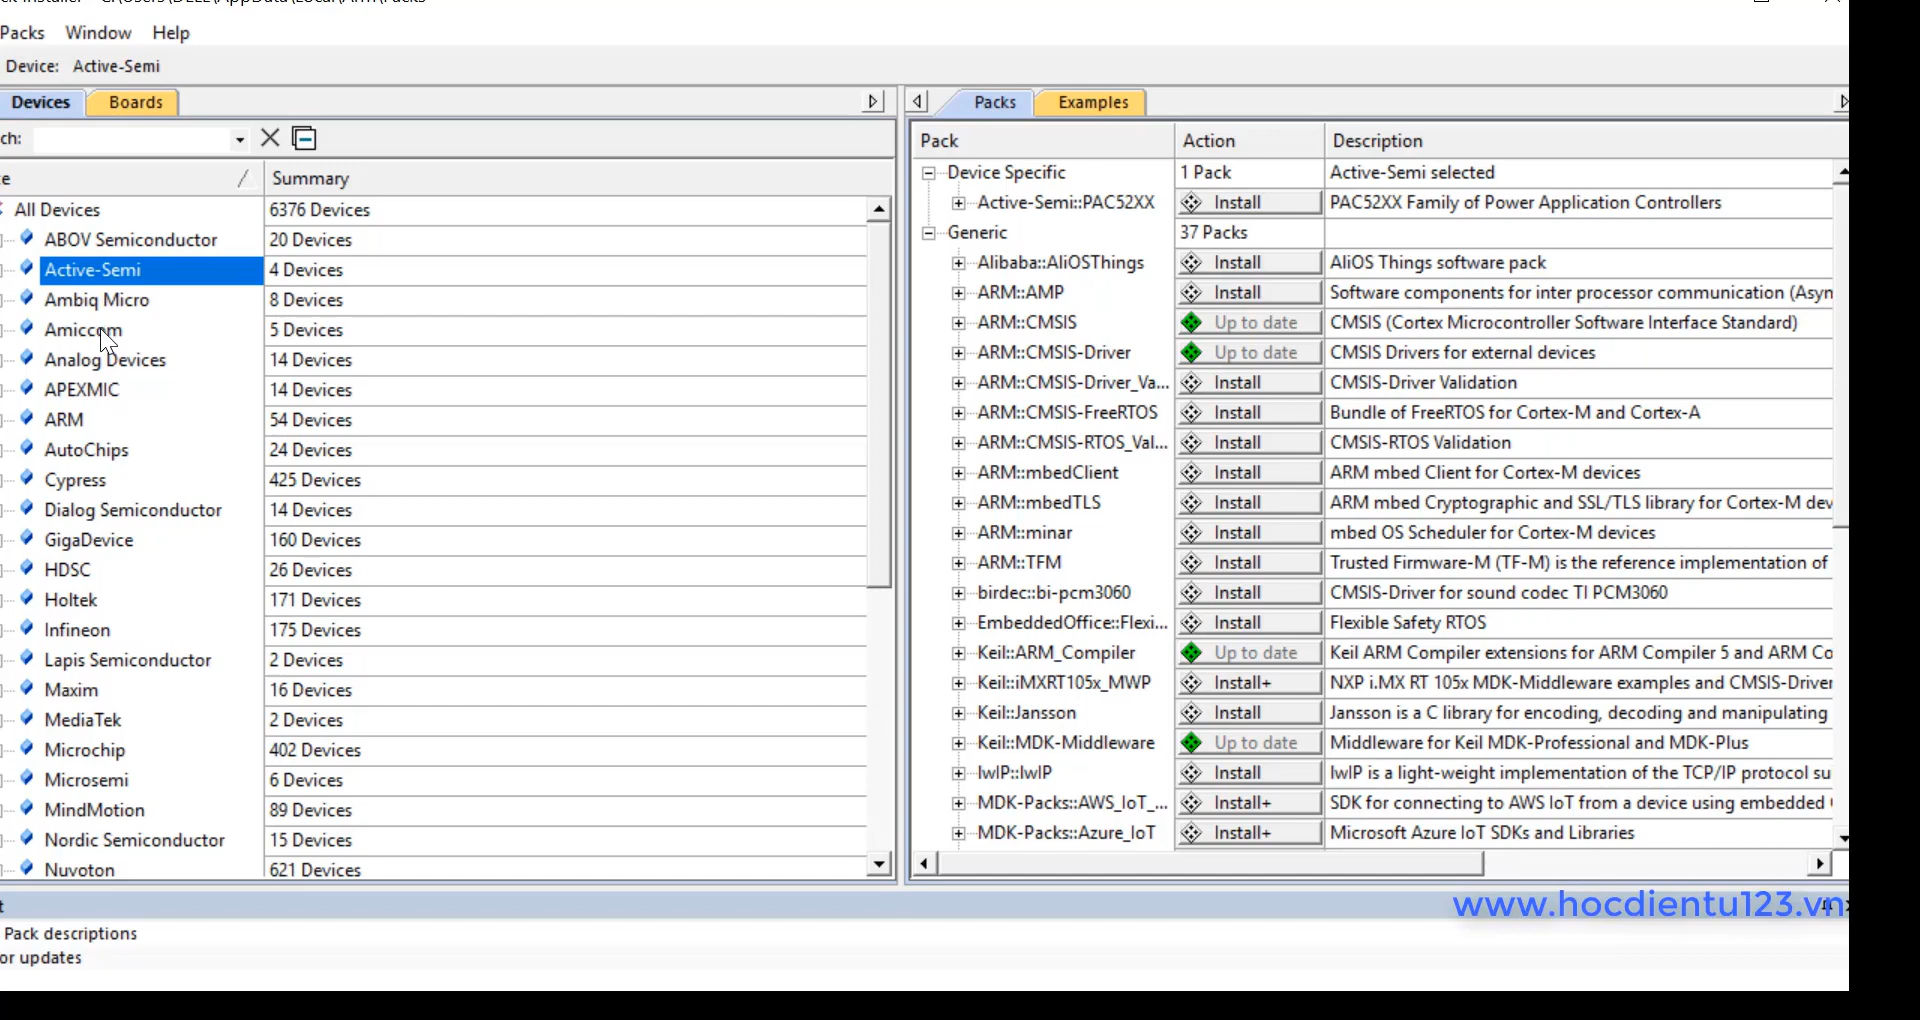 Packs Window Help
Device: Active-Semi
Devices Boards
Packs Examples
Pack Action Description
Summary
All Devices 6376 Devices
ABOV Semiconductor 20 Devices
Active-Semi 4 Devices
Ambiq Micro 8 Devices
Amiccom 5 Devices
Analog Devices 14 Devices
APEXMIC 14 Devices
ARM 54 Devices
AutoChips 24 Devices
Cypress 425 Devices
Dialog Semiconductor 14 Devices
GigaDevice 160 Devices
HDSC 26 Devices
Holtek 171 Devices
Infineon 175 Devices
Lapis Semiconductor 2 Devices
Maxim 16 Devices
MediaTek 2 Devices
Microchip 402 Devices
Microsemi 6 Devices
MindMotion 89 Devices
Nordic Semiconductor 15 Devices
Nuvoton 621 Devices
Device Specific 1 Pack Active-Semi selected
Active-Semi::PAC52XX Install PAC52XX Family of Power Application Controllers
Generic 37 Packs
Alibaba::AliOSThings Install AliOS Things software pack
ARM::AMP Install Software components for inter processor communication (Asyn
ARM::CMSIS Up to date CMSIS (Cortex Microcontroller Software Interface Standard)
ARM::CMSIS-Driver Up to date CMSIS Drivers for external devices
ARM::CMSIS-Driver_Va... Install CMSIS-Driver Validation
ARM::CMSIS-FreeRTOS Install Bundle of FreeRTOS for Cortex-M and Cortex-A
ARM::CMSIS-RTOS_Val... Install CMSIS-RTOS Validation
ARM::mbedClient Install ARM mbed Client for Cortex-M devices
ARM::mbedTLS Install ARM mbed Cryptographic and SSL/TLS library for Cortex-M dev
ARM::minar Install mbed OS Scheduler for Cortex-M devices
ARM::TFM Install Trusted Firmware-M (TF-M) is the reference implementation of
birdec::bi-pcm3060 Install CMSIS-Driver for sound codec TI PCM3060
EmbeddedOffice::Flexi... Install Flexible Safety RTOS
Keil::ARM_Compiler Up to date Keil ARM Compiler extensions for ARM Compiler 5 and ARM Co
Keil::iMXRT105x_MWP Install+ NXP i.MX RT 105x MDK-Middleware examples and CMSIS-Driver
Keil::Jansson Install Jansson is a C library for encoding, decoding and manipulating
Keil::MDK-Middleware Up to date Middleware for Keil MDK-Professional and MDK-Plus
lwIP::lwIP Install lwIP is a light-weight implementation of the TCP/IP protocol su
MDK-Packs::AWS_IoT_... Install+ SDK for connecting to AWS IoT from a device using embedded
MDK-Packs::Azure_IoT Install+ Microsoft Azure IoT SDKs and Libraries
www.hocdientu123.vn
Pack descriptions
or updates